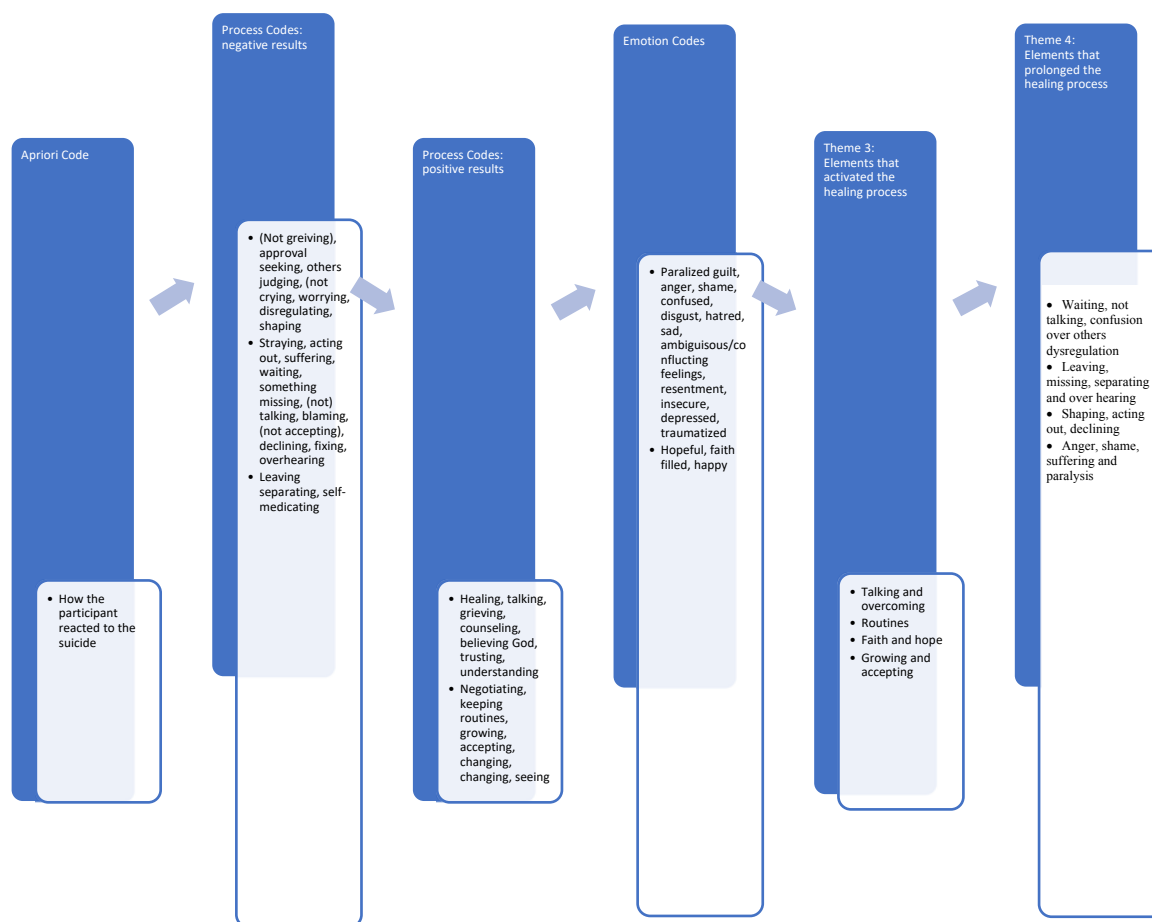 Apriori Code
• How the
participant
reacted to the
suicide
Process Codes:
negative results
• (Not greiving),
approval
seeking, others
judging, (not
crying, worrying,
disregulating,
shaping
• Straying, acting
out, suffering,
waiting,
something
missing, (not)
talking, blaming,
(not accepting),
declining, fixing,
overhearing
• Leaving
separating, self-
medicating
Process Codes:
positive results
• Healing, talking,
grieving,
counseling,
believing God,
trusting,
understanding
• Negotiating,
keeping
routines,
growing,
accepting,
changing,
changing, seeing
Emotion Codes
• Paralized guilt,
anger, shame,
confused,
disgust, hatred,
sad,
ambiguisous/co
nflucting
feelings,
resentment,
insecure,
depressed,
traumatized
• Hopeful, faith
filled, happy
Theme 3:
Elements that
activated the
healing process
• Talking and
overcoming
• Routines
• Faith and hope
• Growing and
accepting
Theme 4:
Elements that
prolonged the
healing process
• Waiting, not
talking, confusion
over others
dysregulation
• Leaving,
missing, separating
and over hearing
• Shaping, acting
out, declining
• Anger, shame,
suffering and
paralysis